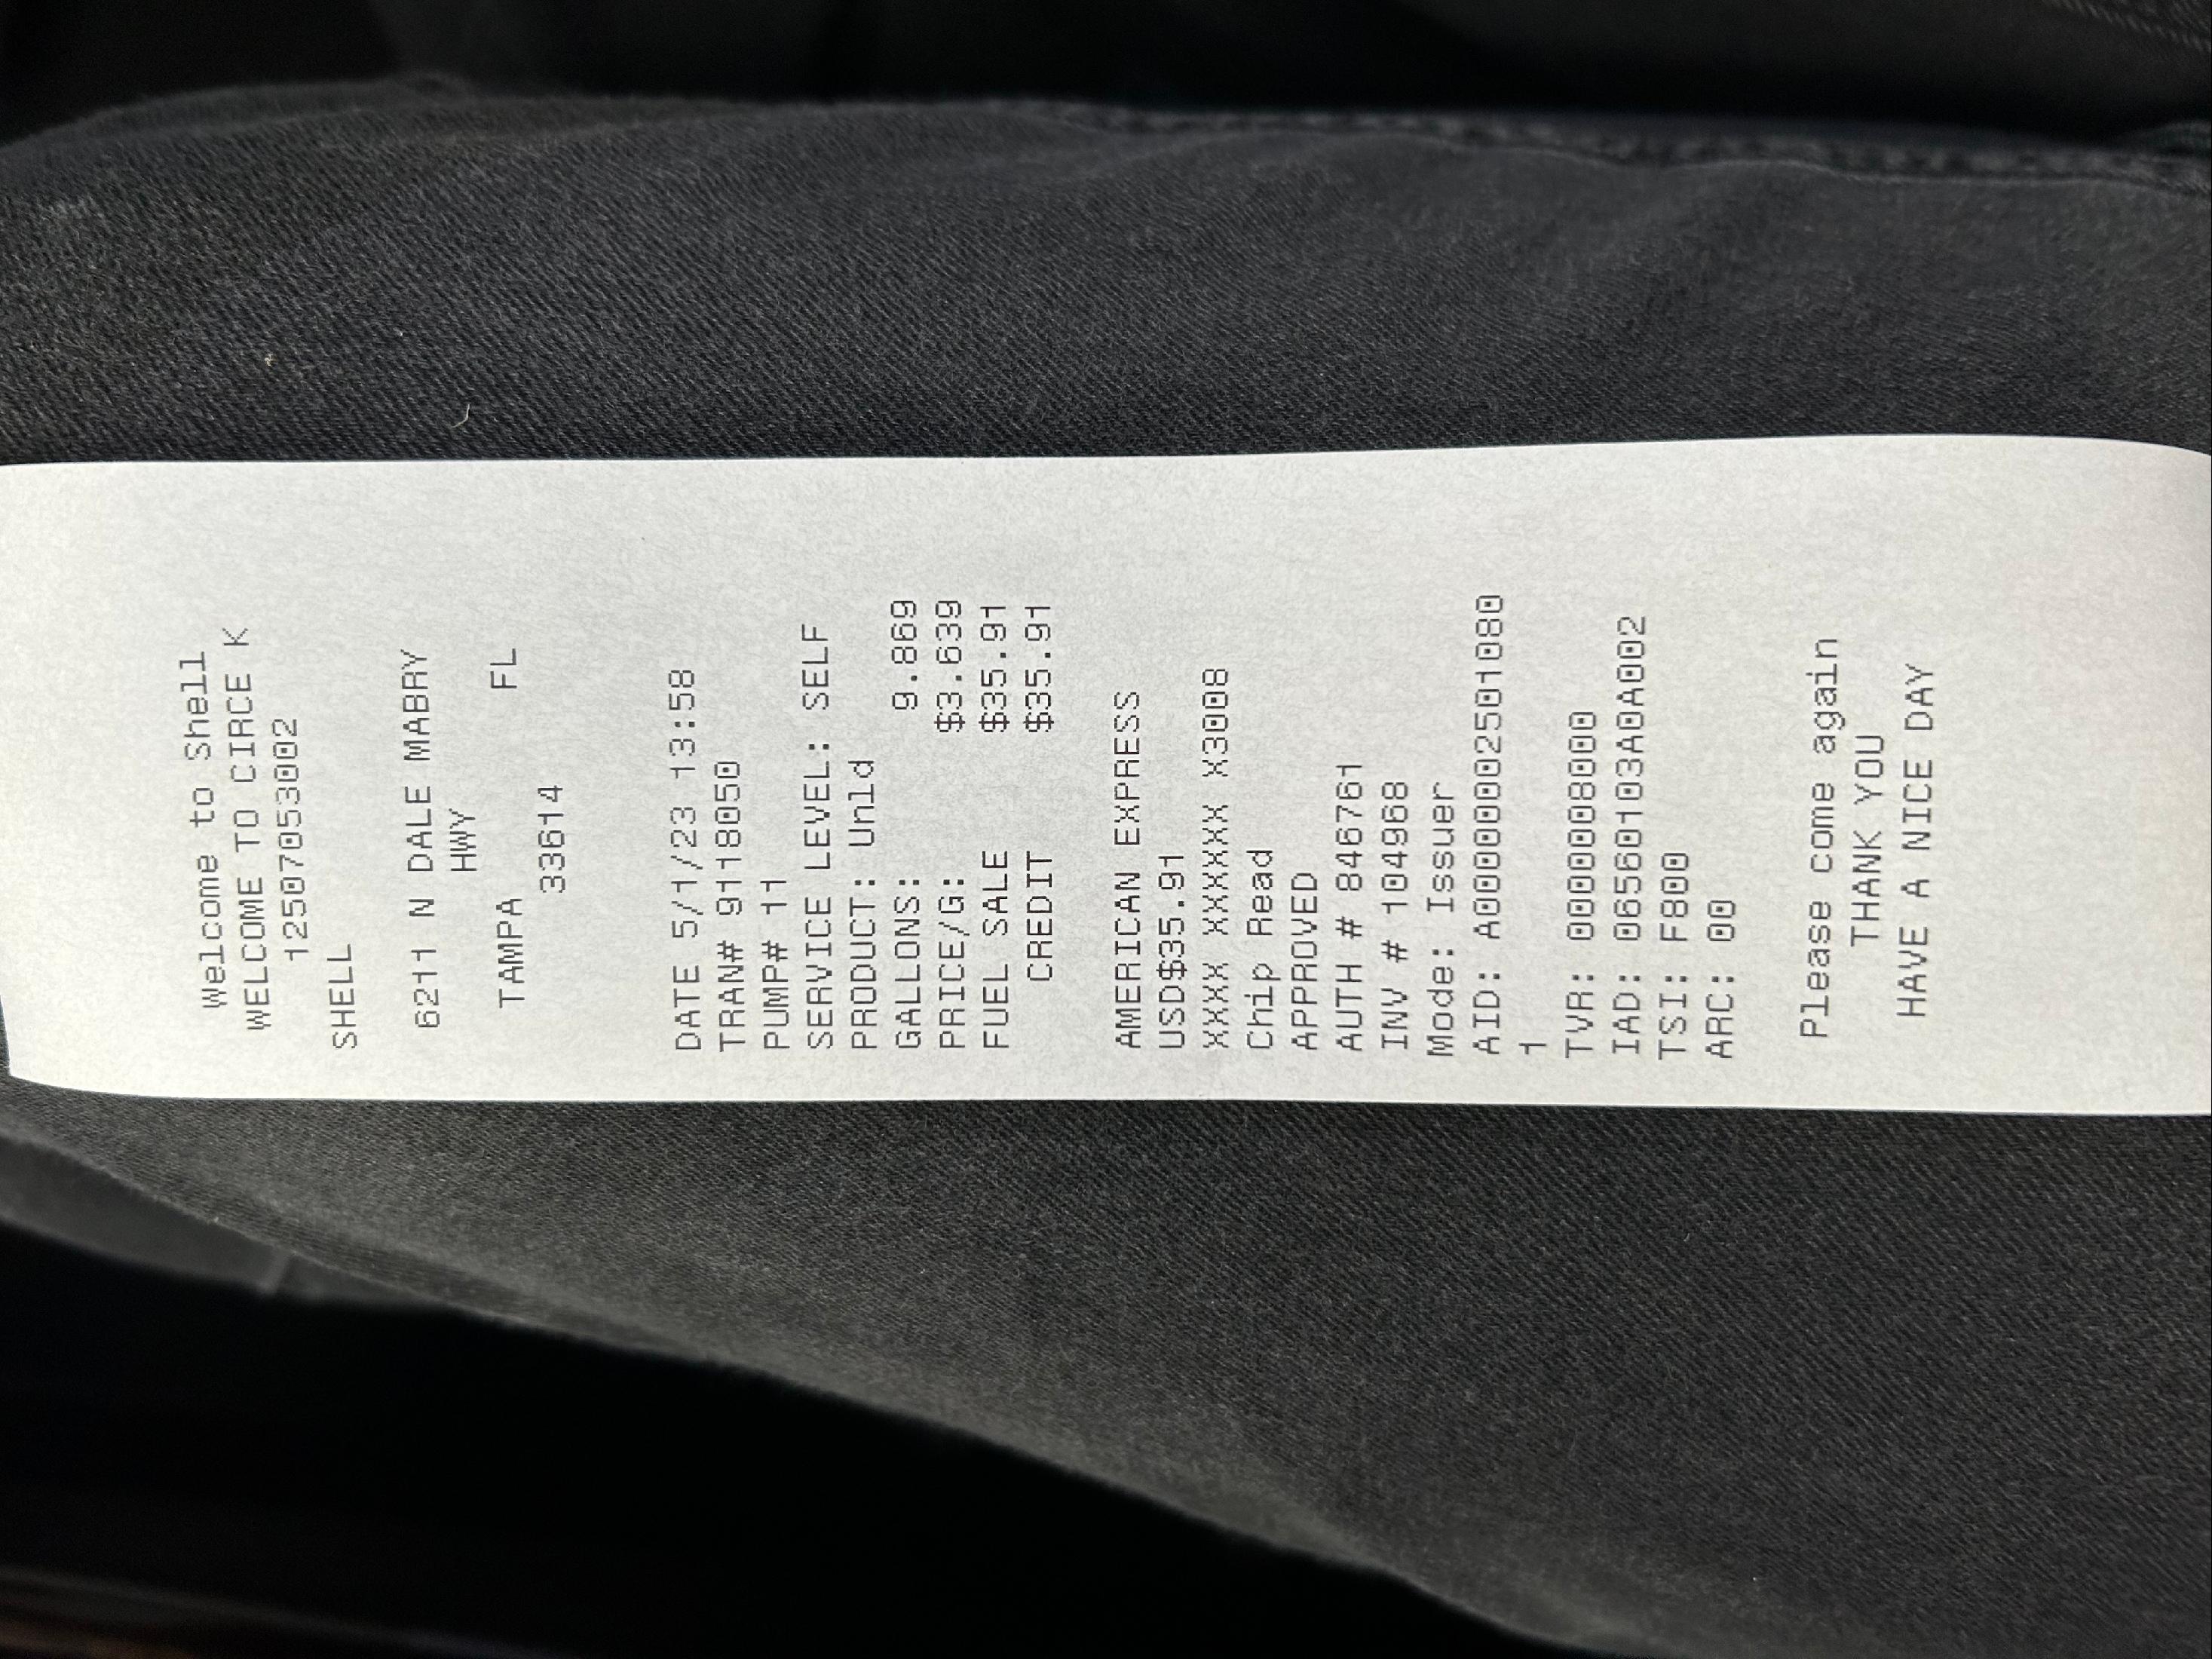 Welcome to Shell
WELCOME TO CIRCE K
12507053002
SHELL
6211 N DALE MABRY
HWY
TAMPA FL
33614
DATE 5/1/23 13:58
TRAN# 9118050
PUMP# 11
SERVICE LEVEL: SELF
PRODUCT: Unld
GALLONS: 9.869
PRICE/G: $3.639
FUEL SALE $35.91
CREDIT $35.91
AMERICAN EXPRESS
USD$35.91
XXXX XXXXXX X3008
Chip Read
APPROVED
AUTH # 846761
INV # 104968
Mode: Issuer
AID: A00000002501080
1
TVR: 0000008000
IAD: 06560103A0A002
TSI: F800
ARC: 00
Please come again
THANK YOU
HAVE A NICE DAY